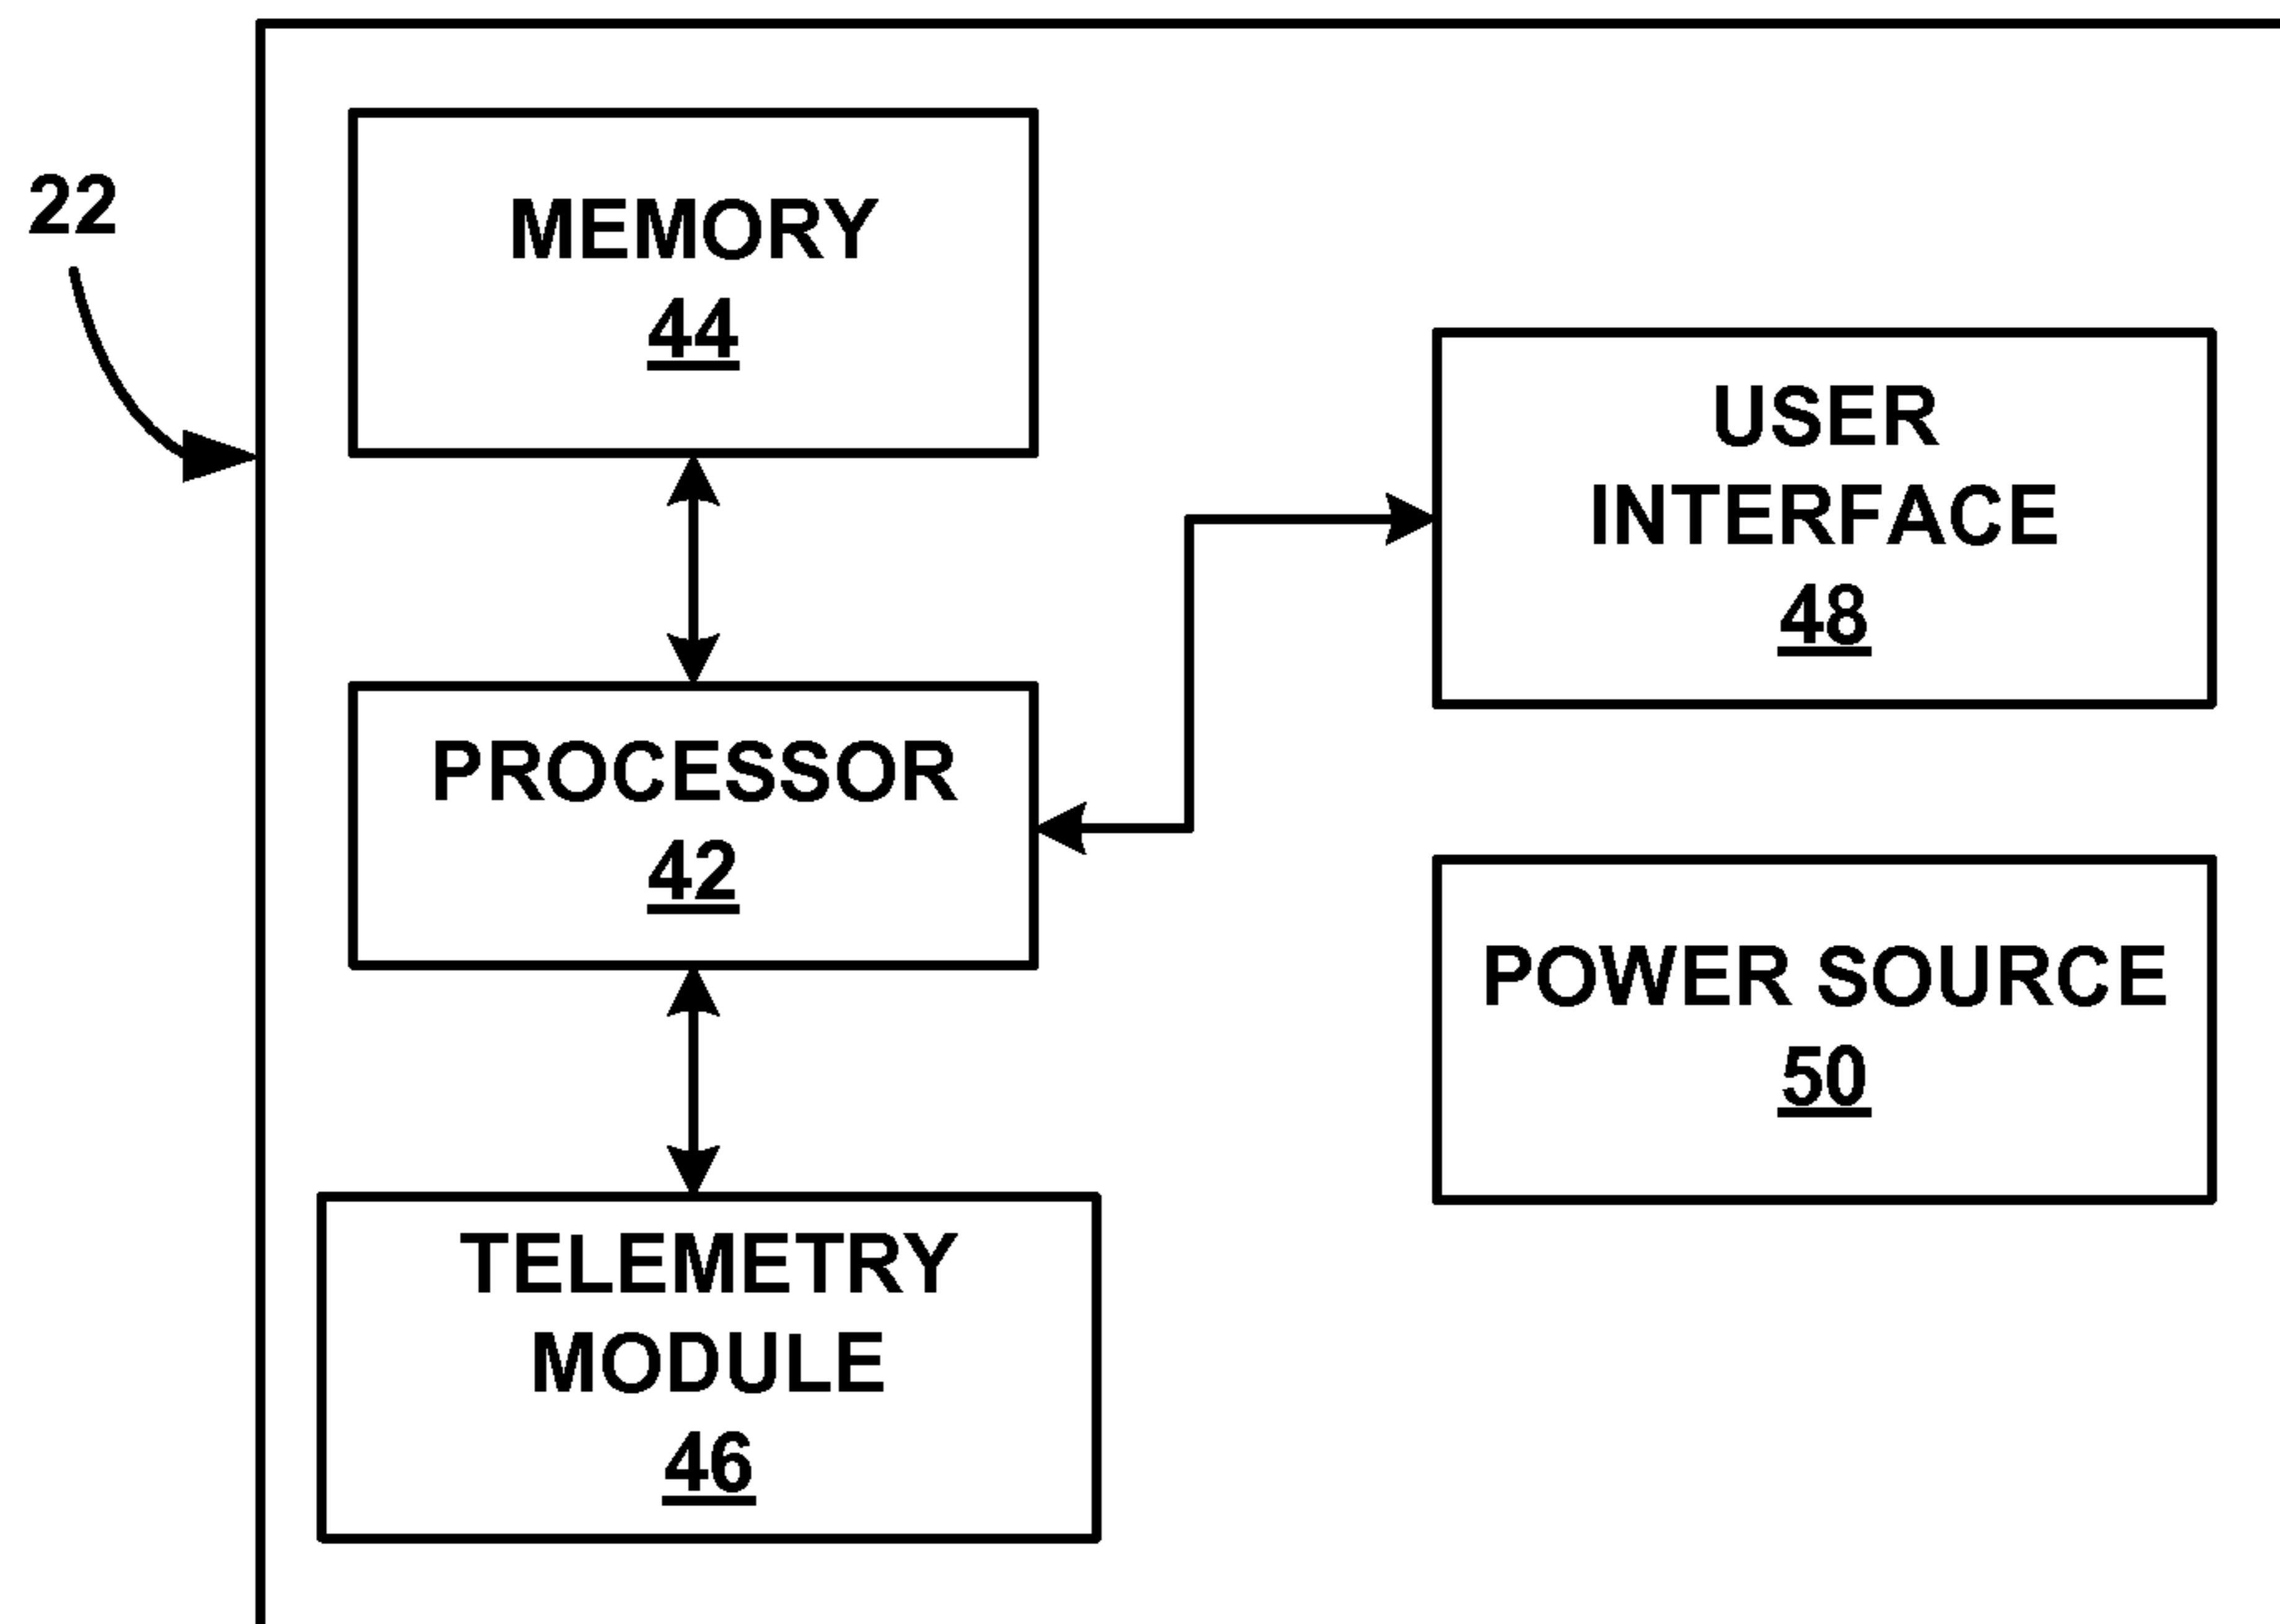 22
MEMORY
44
USER
INTERFACE
48
PROCESSOR
42
POWER SOURCE
50
TELEMETRY
MODULE
46